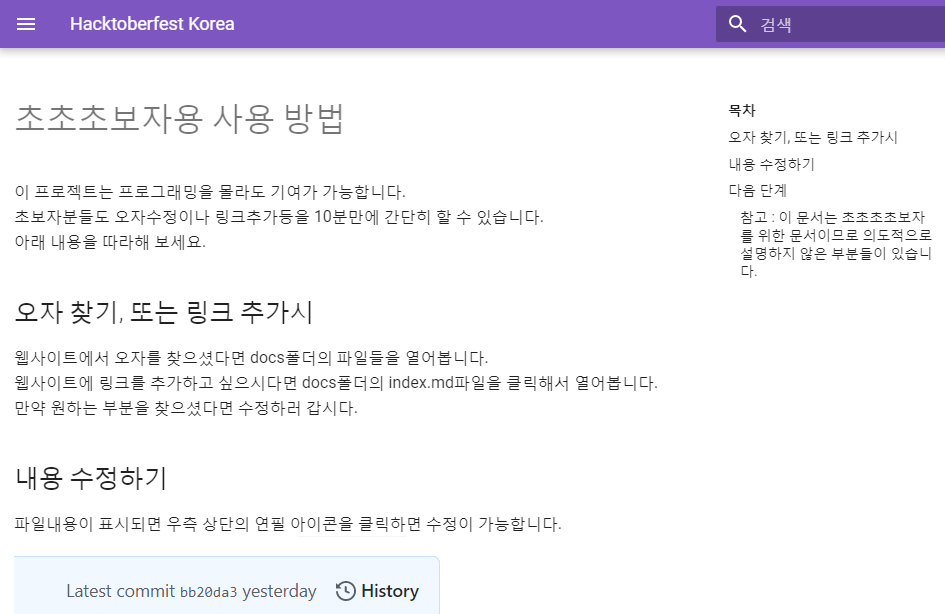 Hacktoberfest Korea
검색
초초초보자용 사용 방법
이 프로젝트는 프로그래밍을 몰라도 기여가 가능합니다.
초보자분들도 오자수정이나 링크추가등을 10분만에 간단히 할 수 있습니다.
아래 내용을 따라해 보세요.
오자 찾기, 또는 링크 추가시
웹사이트에서 오자를 찾으셨다면 docs폴더의 파일들을 열어봅니다.
웹사이트에 링크를 추가하고 싶으시다면 docs폴더의 index.md파일을 클릭해서 열어봅니다.
만약 원하는 부분을 찾으셨다면 수정하러 갑시다.
내용 수정하기
파일내용이 표시되면 우측 상단의 연필 아이콘을 클릭하면 수정이 가능합니다.
Latest commit bb20da3 yesterday History
목차
오자 찾기, 또는 링크 추가시
내용 수정하기
다음 단계
참고 : 이 문서는 초초초초보자
를 위한 문서이므로 의도적으로
설명하지 않은 부분들이 있습니
다.